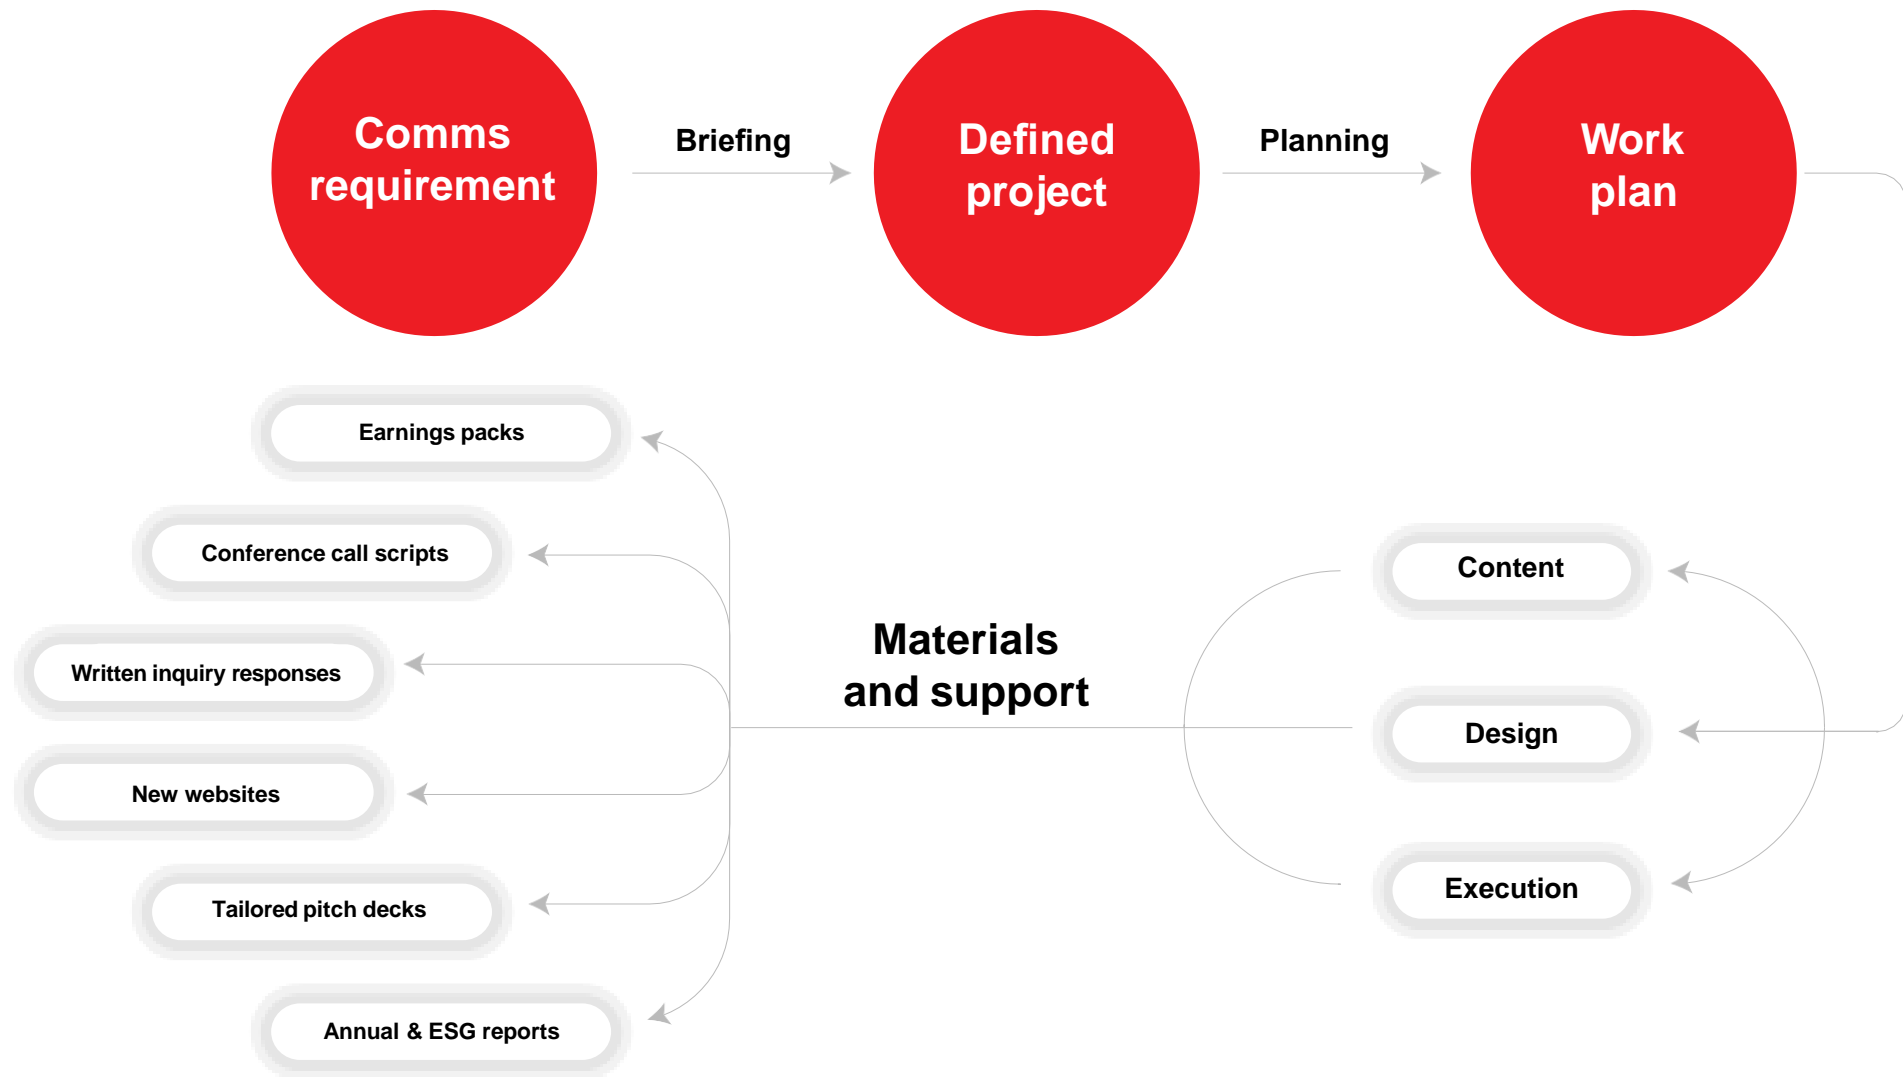 Comms
requirement
Briefing
Defined
project
Planning
Work
plan
Earnings packs
Conference call scripts
Written inquiry responses
New websites
Tailored pitch decks
Annual & ESG reports
Materials
and support
Content
Design
Execution